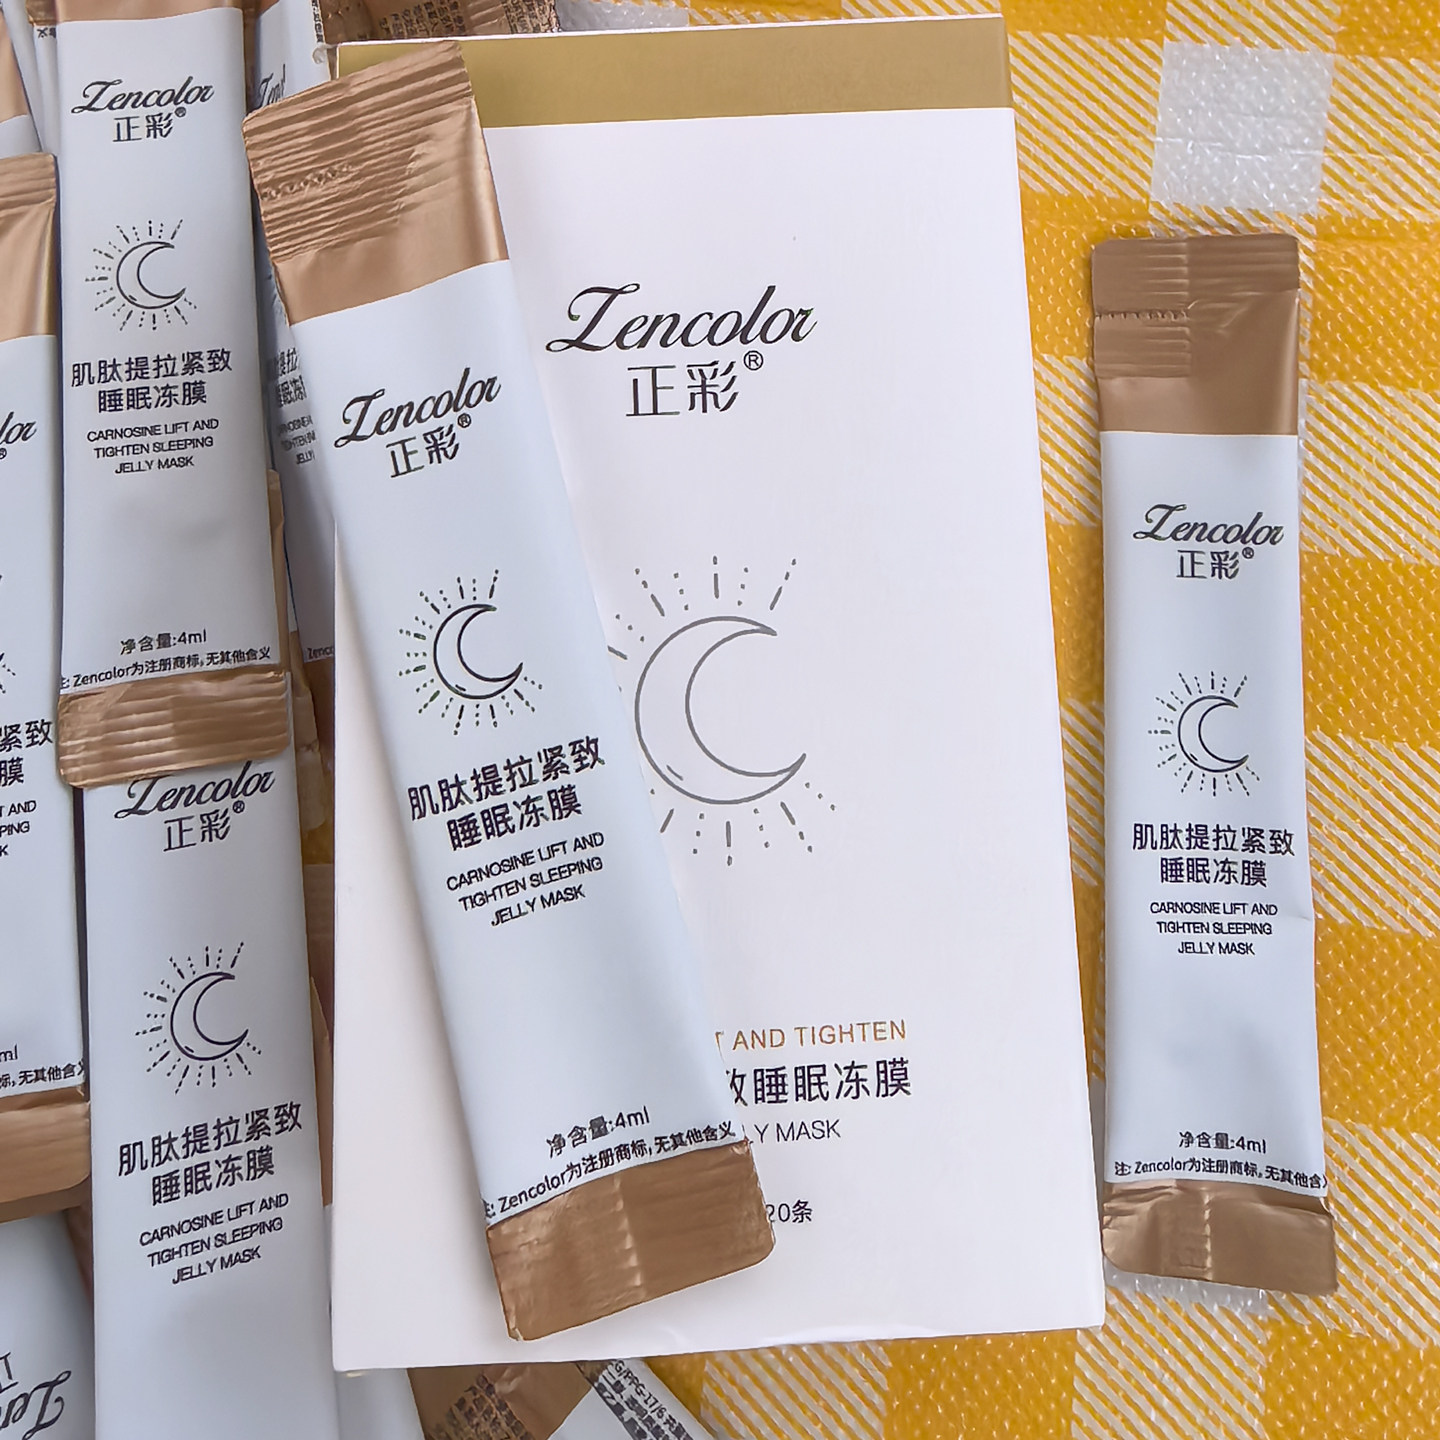 Zencolor
正彩®
肌肽提拉紧致
睡眠冻膜
CARNOSINE LIFT AND
TIGHTEN SLEEPING
JELLY MASK
净含量:4ml
注: Zencolor为注册商标,无其他含义
Zencolor
正彩®
肌肽提拉紧致
睡眠冻膜
CARNOSINE LIFT AND
TIGHTEN SLEEPING
JELLY MASK
Zencolor
正彩®
肌肽提拉紧致
睡眠冻膜
CARNOSINE LIFT AND
TIGHTEN SLEEPING
JELLY MASK
净含量:4ml
注: Zencolor为注册商标,无其他含义
Zencolor
正彩®
T AND TIGHTEN
致睡眠冻膜
LY MASK
20条
Zencolor
正彩®
肌肽提拉紧致
睡眠冻膜
CARNOSINE LIFT AND
TIGHTEN SLEEPING
JELLY MASK
净含量:4ml
注: Zencolor为注册商标,无其他含